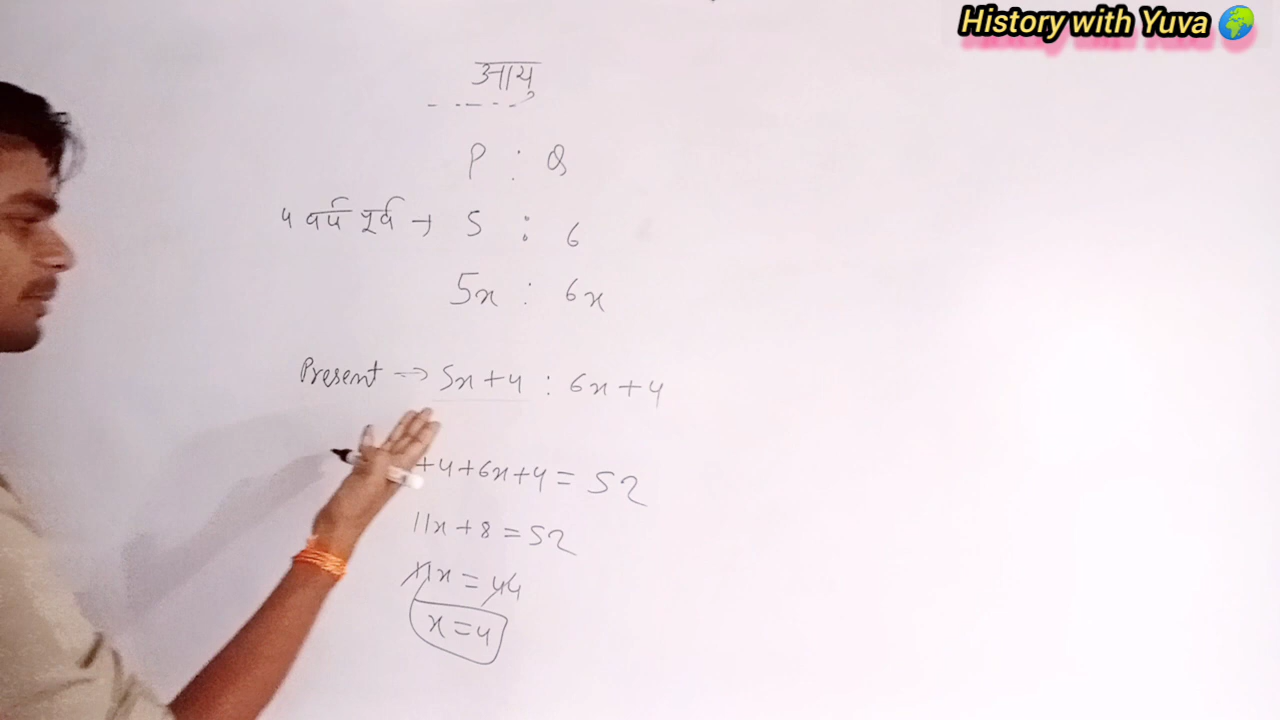 History with Yuva
आयु
P : Q
4 वर्ष पूर्व → 5 : 6
5x : 6x
Present → 5x+4 : 6x+4
+4+6x+4 = 52
11x+8 = 52
11x = 44
x = 4